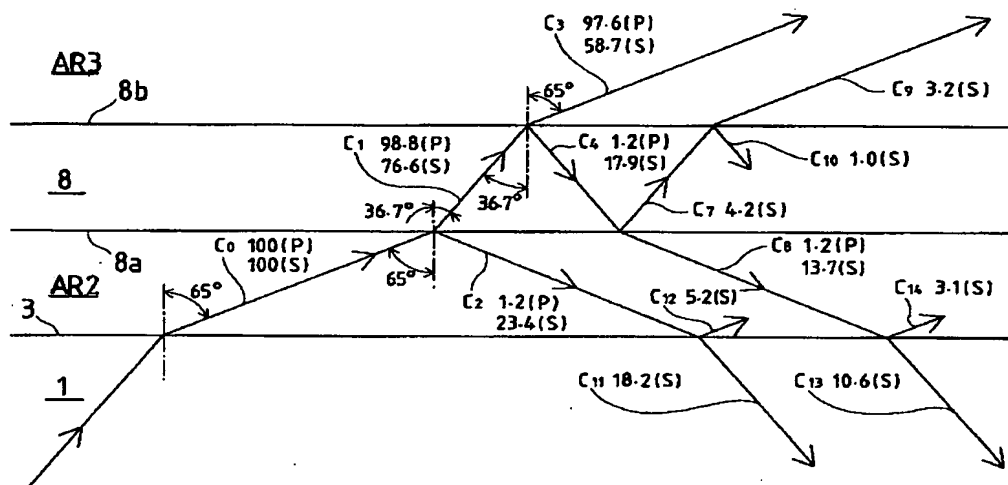 C3 97.6(P)
58.7(S)
AR3
8b
65°
C9 3.2(S)
C1 98.8(P)
76.6(S)
C4 1.2(P)
17.9(S)
C10 1.0(S)
8
36.7°
36.7°
C7 4.2(S)
8a
C0 100(P)
100(S)
65°
C8 1.2(P)
13.7(S)
AR2
65°
C2 1.2(P)
23.4(S)
C12 5.2(S)
C14 3.1(S)
3
1
C11 18.2(S)
C13 10.6(S)